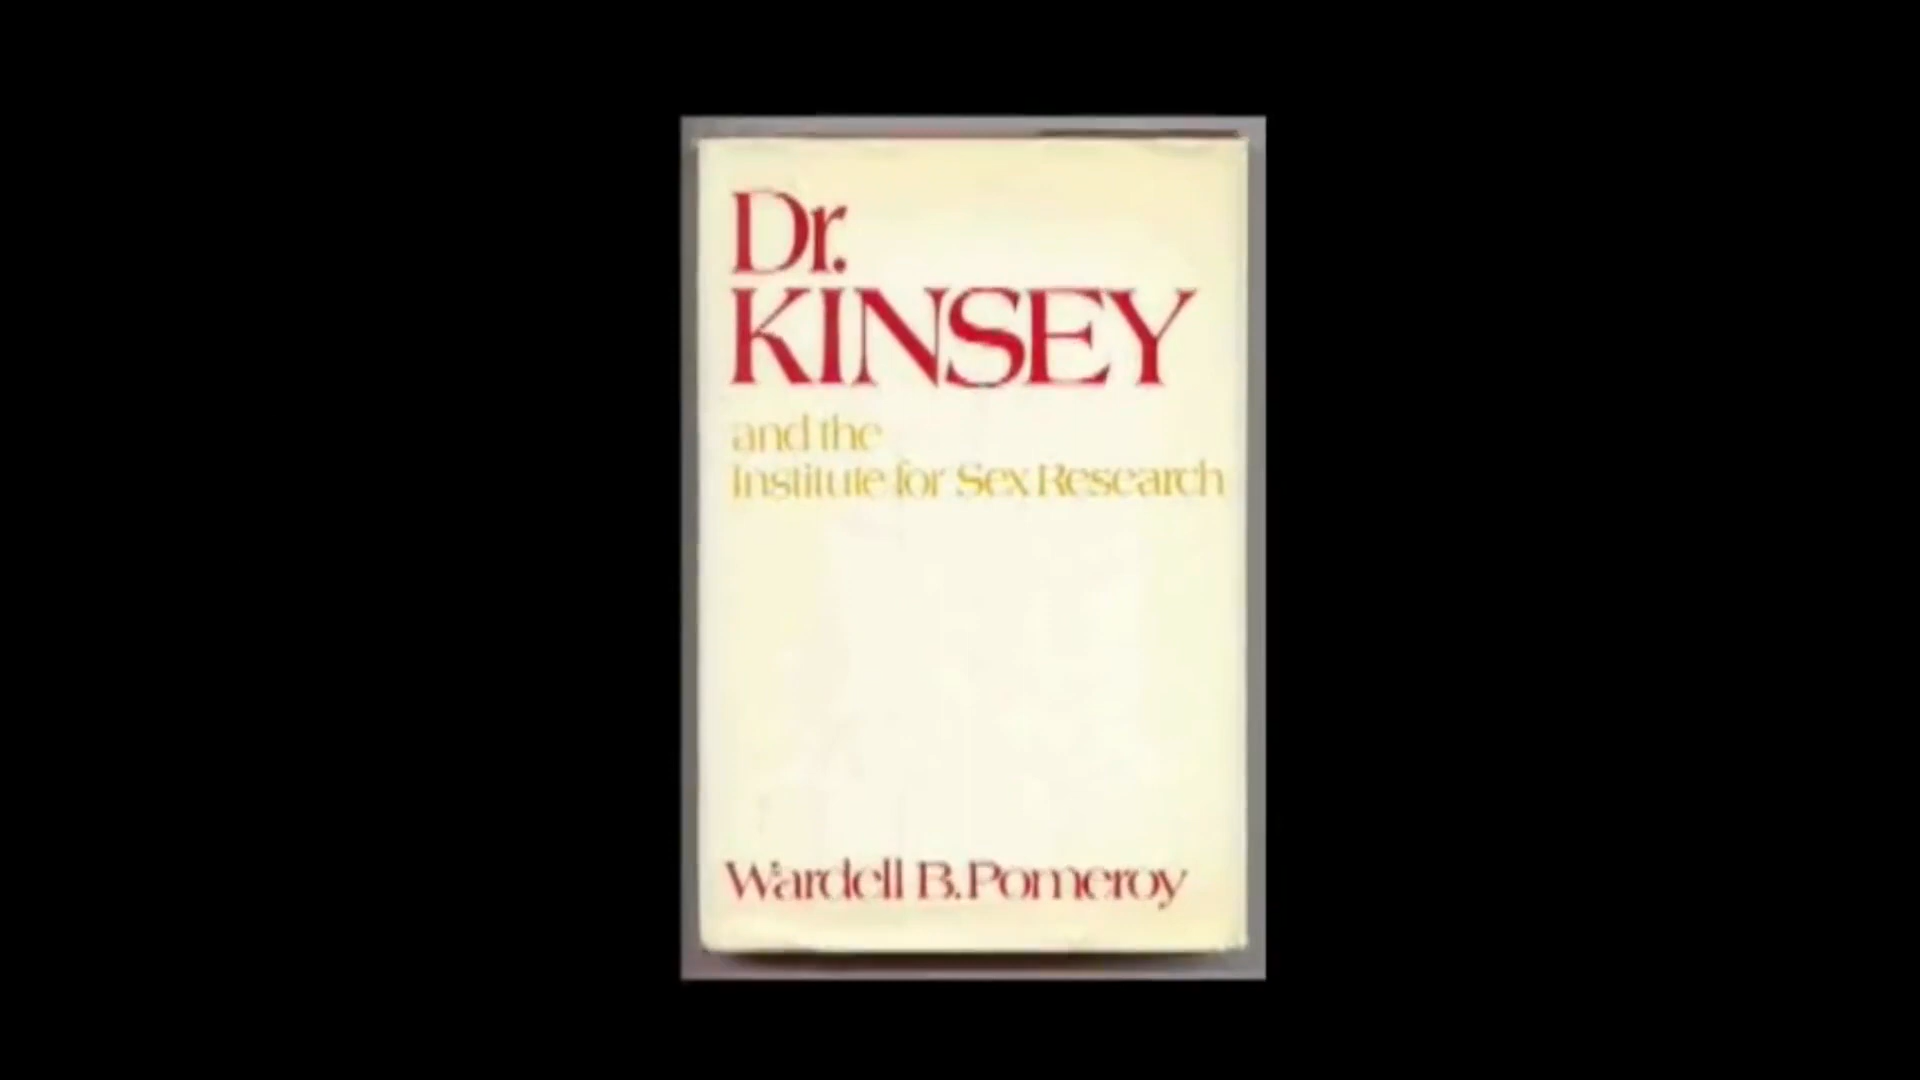 Dr.
KINSEY
and the
Institute for Sex Research
Wardell B. Pomeroy